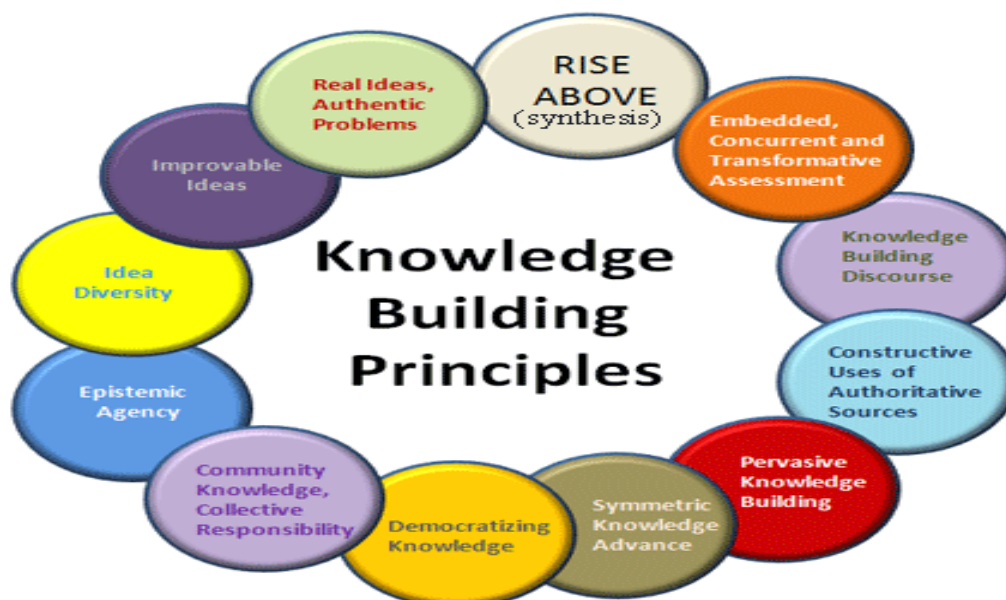 RISE
ABOVE
(synthesis)
Embedded,
Concurrent and
Transformative
Assessment
Knowledge
Building
Discourse
Constructive
Uses of
Authoritative
Sources
Pervasive
Knowledge
Building
Symmetric
Knowledge
Advance
Democratizing
Knowledge
Community
Knowledge,
Collective
Responsibility
Epistemic
Agency
Idea
Diversity
Improvable
Ideas
Real Ideas,
Authentic
Problems
Knowledge
Building
Principles